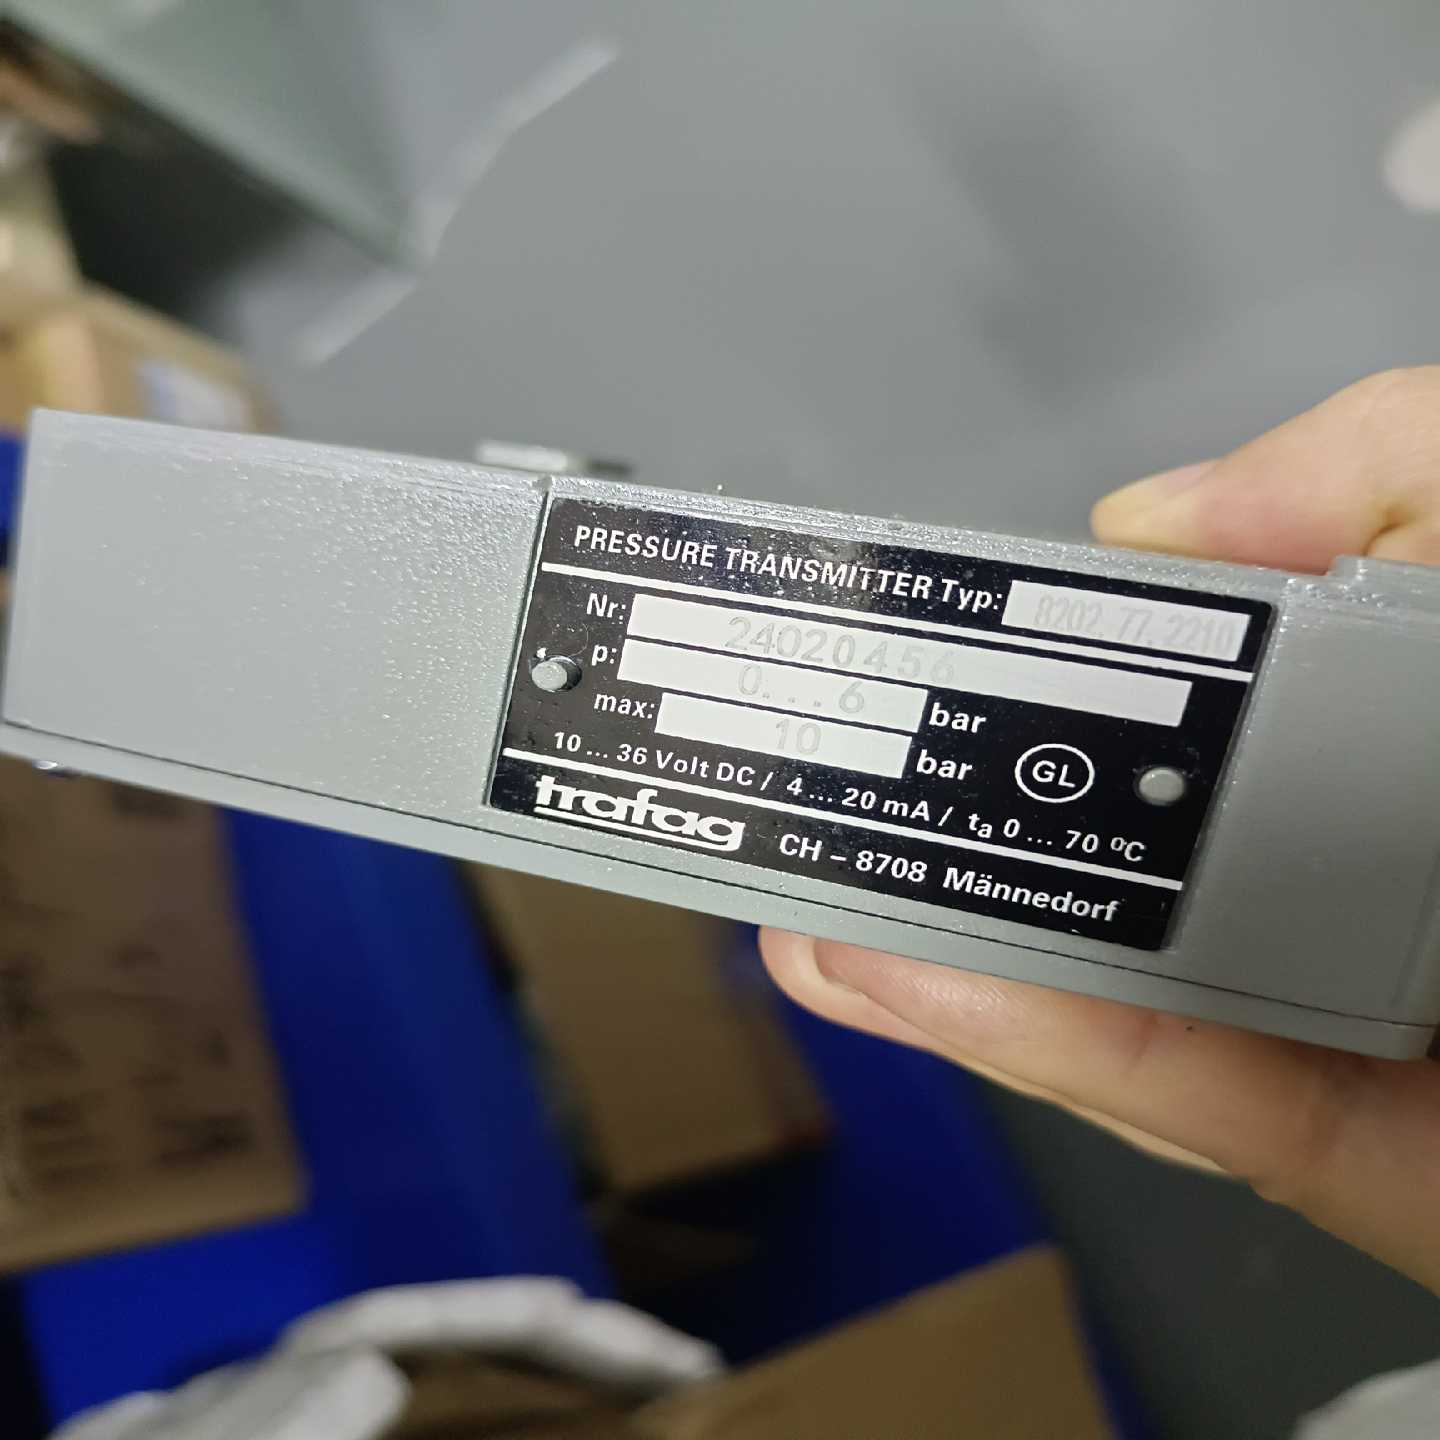 PRESSURE TRANSMITTER Typ: 8202.77.2210
Nr: 24020456
p: 0...6 bar
max: 10 bar
GL
10 ... 36 Volt DC / 4 ... 20 mA / ta 0 ... 70 ºC
trafag CH – 8708 Männedorf